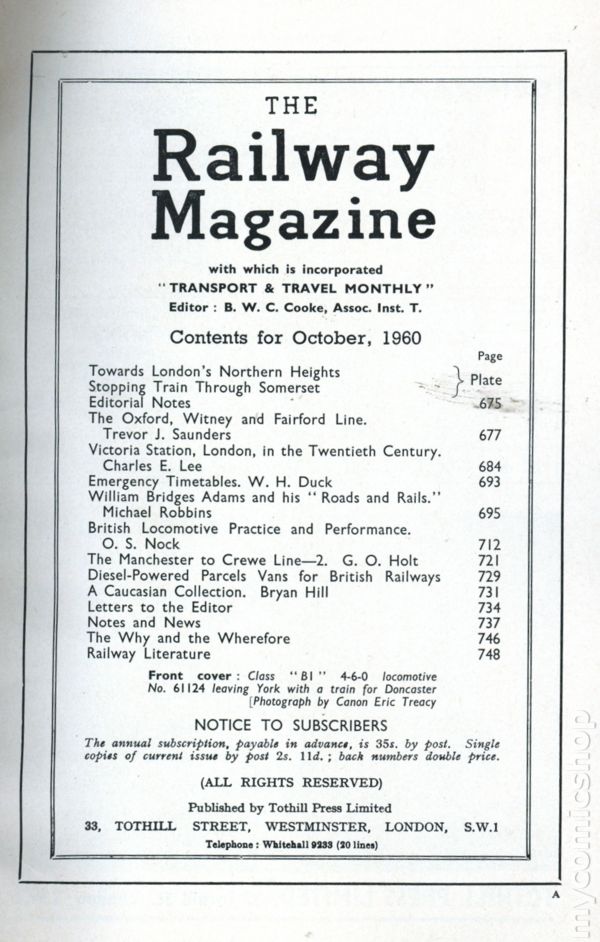 THE
Railway
Magazine
with which is incorporated
"TRANSPORT & TRAVEL MONTHLY"
Editor : B. W. C. Cooke, Assoc. Inst. T.
Contents for October, 1960
Page
Towards London's Northern Heights
Stopping Train Through Somerset
} Plate
Editorial Notes 675
The Oxford, Witney and Fairford Line.
Trevor J. Saunders 677
Victoria Station, London, in the Twentieth Century.
Charles E. Lee 684
Emergency Timetables. W. H. Duck 693
William Bridges Adams and his "Roads and Rails."
Michael Robbins 695
British Locomotive Practice and Performance.
O. S. Nock 712
The Manchester to Crewe Line—2. G. O. Holt 721
Diesel-Powered Parcels Vans for British Railways 729
A Caucasian Collection. Bryan Hill 731
Letters to the Editor 734
Notes and News 737
The Why and the Wherefore 746
Railway Literature 748
Front cover : Class "B1" 4-6-0 locomotive
No. 61124 leaving York with a train for Doncaster
[Photograph by Canon Eric Treacy
NOTICE TO SUBSCRIBERS
The annual subscription, payable in advance, is 35s. by post. Single
copies of current issue by post 2s. 11d. ; back numbers double price.
(ALL RIGHTS RESERVED)
Published by Tothill Press Limited
33, TOTHILL STREET, WESTMINSTER, LONDON, S.W.1
Telephone : Whitehall 9233 (20 lines)
A
mycomicshop